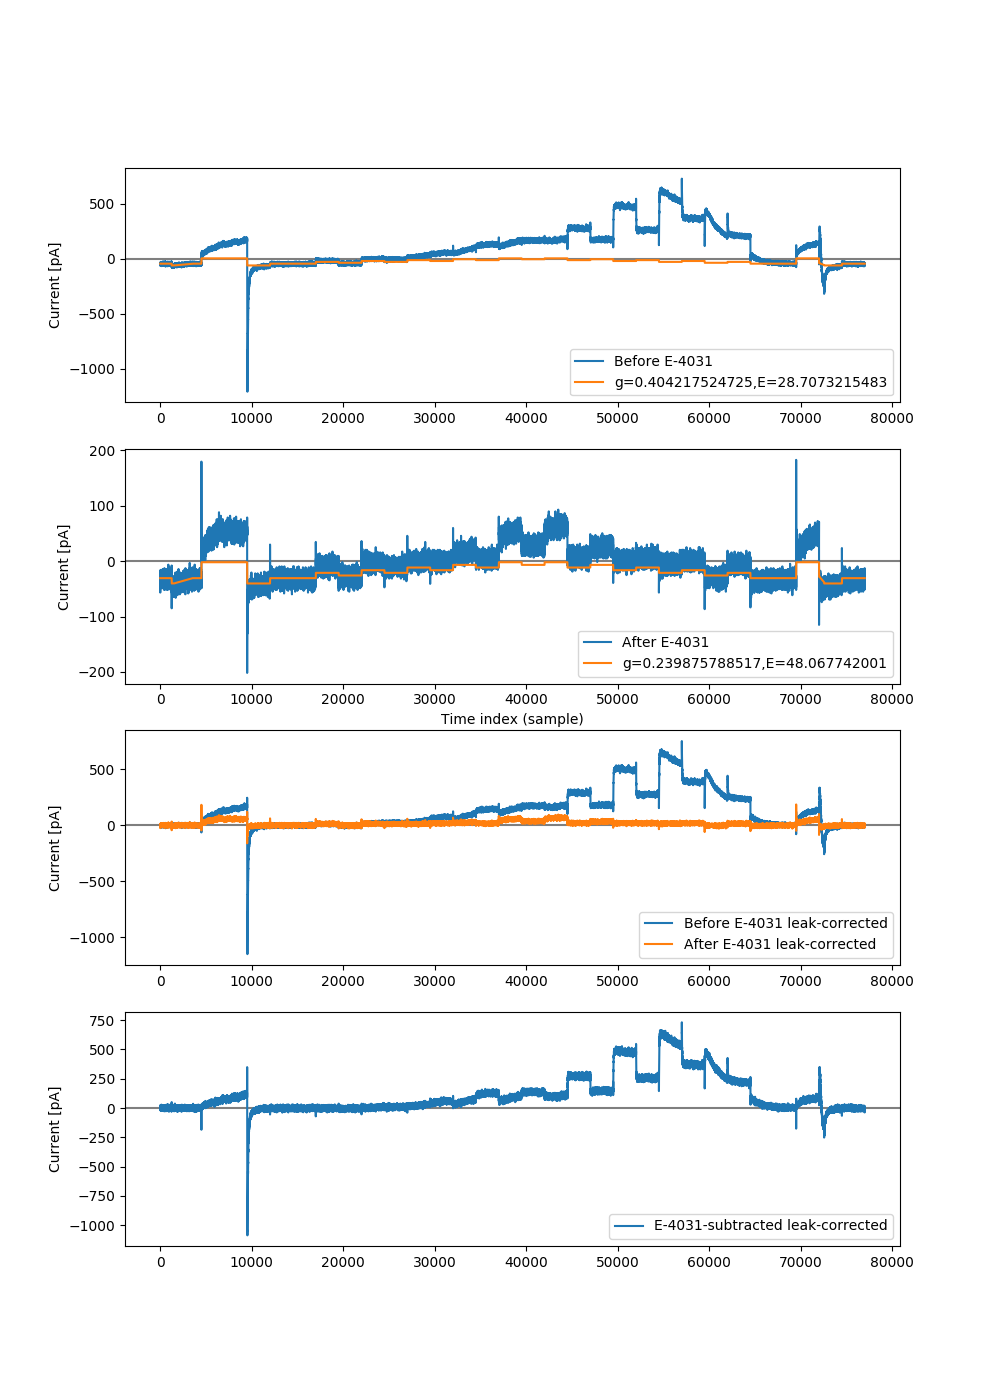 500
0
−500
−1000
Current [pA]
Before E-4031
g=0.404217524725,E=28.7073215483
0 10000 20000 30000 40000 50000 60000 70000 80000
200
100
0
−100
−200
Current [pA]
After E-4031
g=0.239875788517,E=48.067742001
0 10000 20000 30000 40000 50000 60000 70000 80000
Time index (sample)
500
0
−500
−1000
Current [pA]
Before E-4031 leak-corrected
After E-4031 leak-corrected
0 10000 20000 30000 40000 50000 60000 70000 80000
750
500
250
0
−250
−500
−750
−1000
Current [pA]
E-4031-subtracted leak-corrected
0 10000 20000 30000 40000 50000 60000 70000 80000